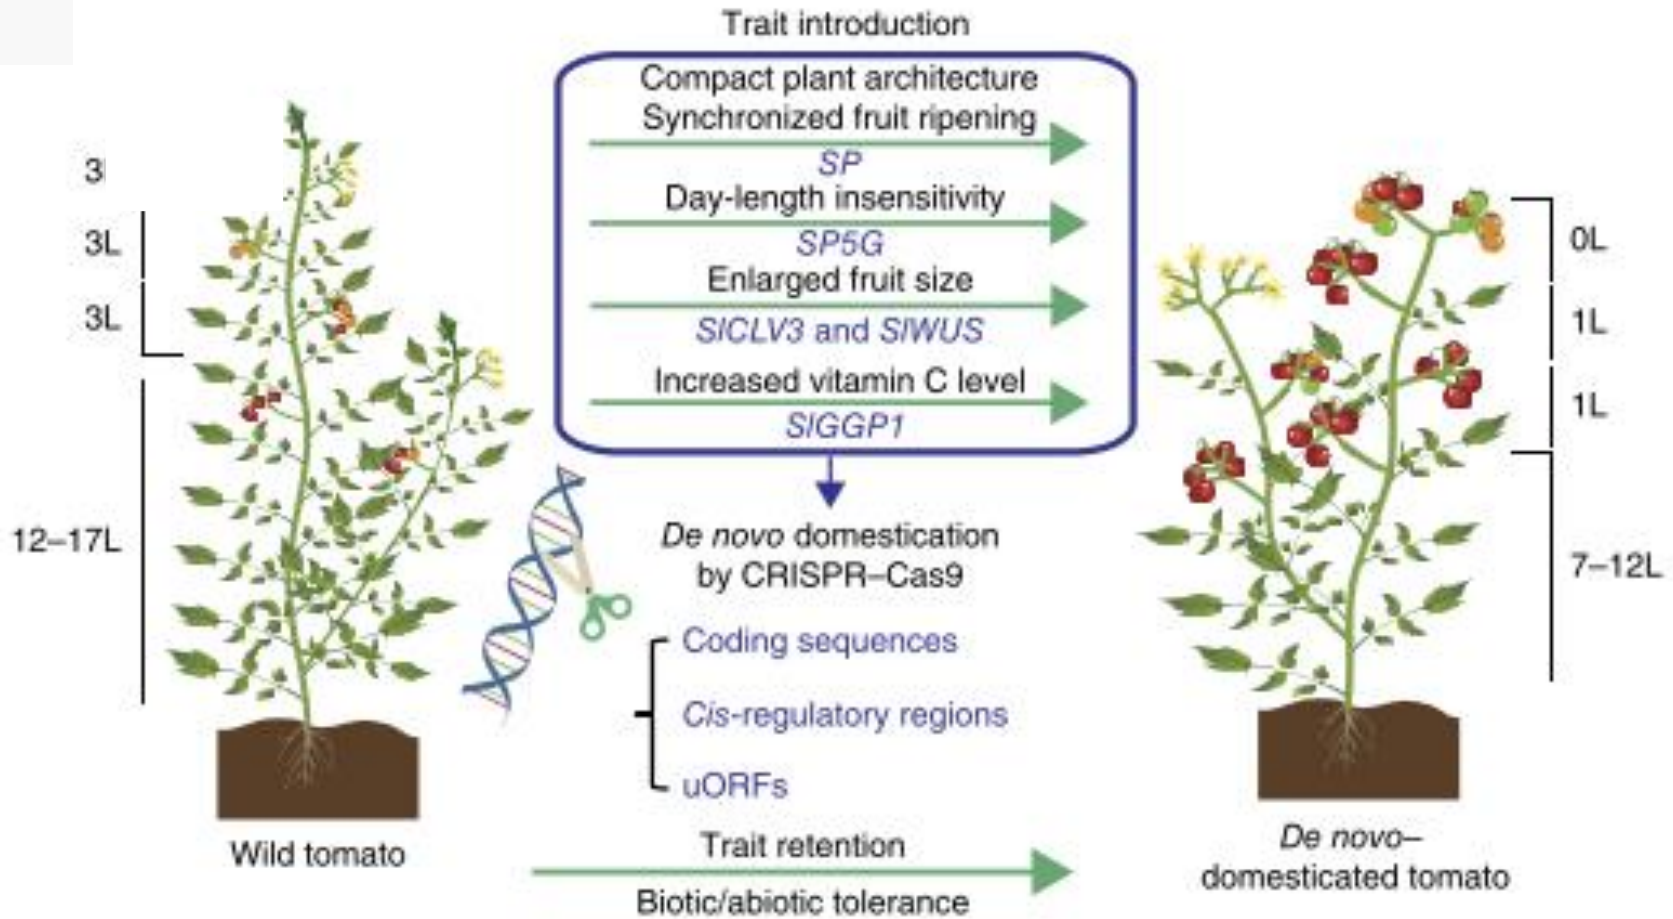 Trait introduction
Compact plant architecture
Synchronized fruit ripening
SP
Day-length insensitivity
SP5G
Enlarged fruit size
SlCLV3 and SlWUS
Increased vitamin C level
SlGGP1
3
3L
3L
12–17L
0L
1L
1L
7–12L
De novo domestication
by CRISPR–Cas9
Coding sequences
Cis-regulatory regions
uORFs
Wild tomato
Trait retention
Biotic/abiotic tolerance
De novo–
domesticated tomato